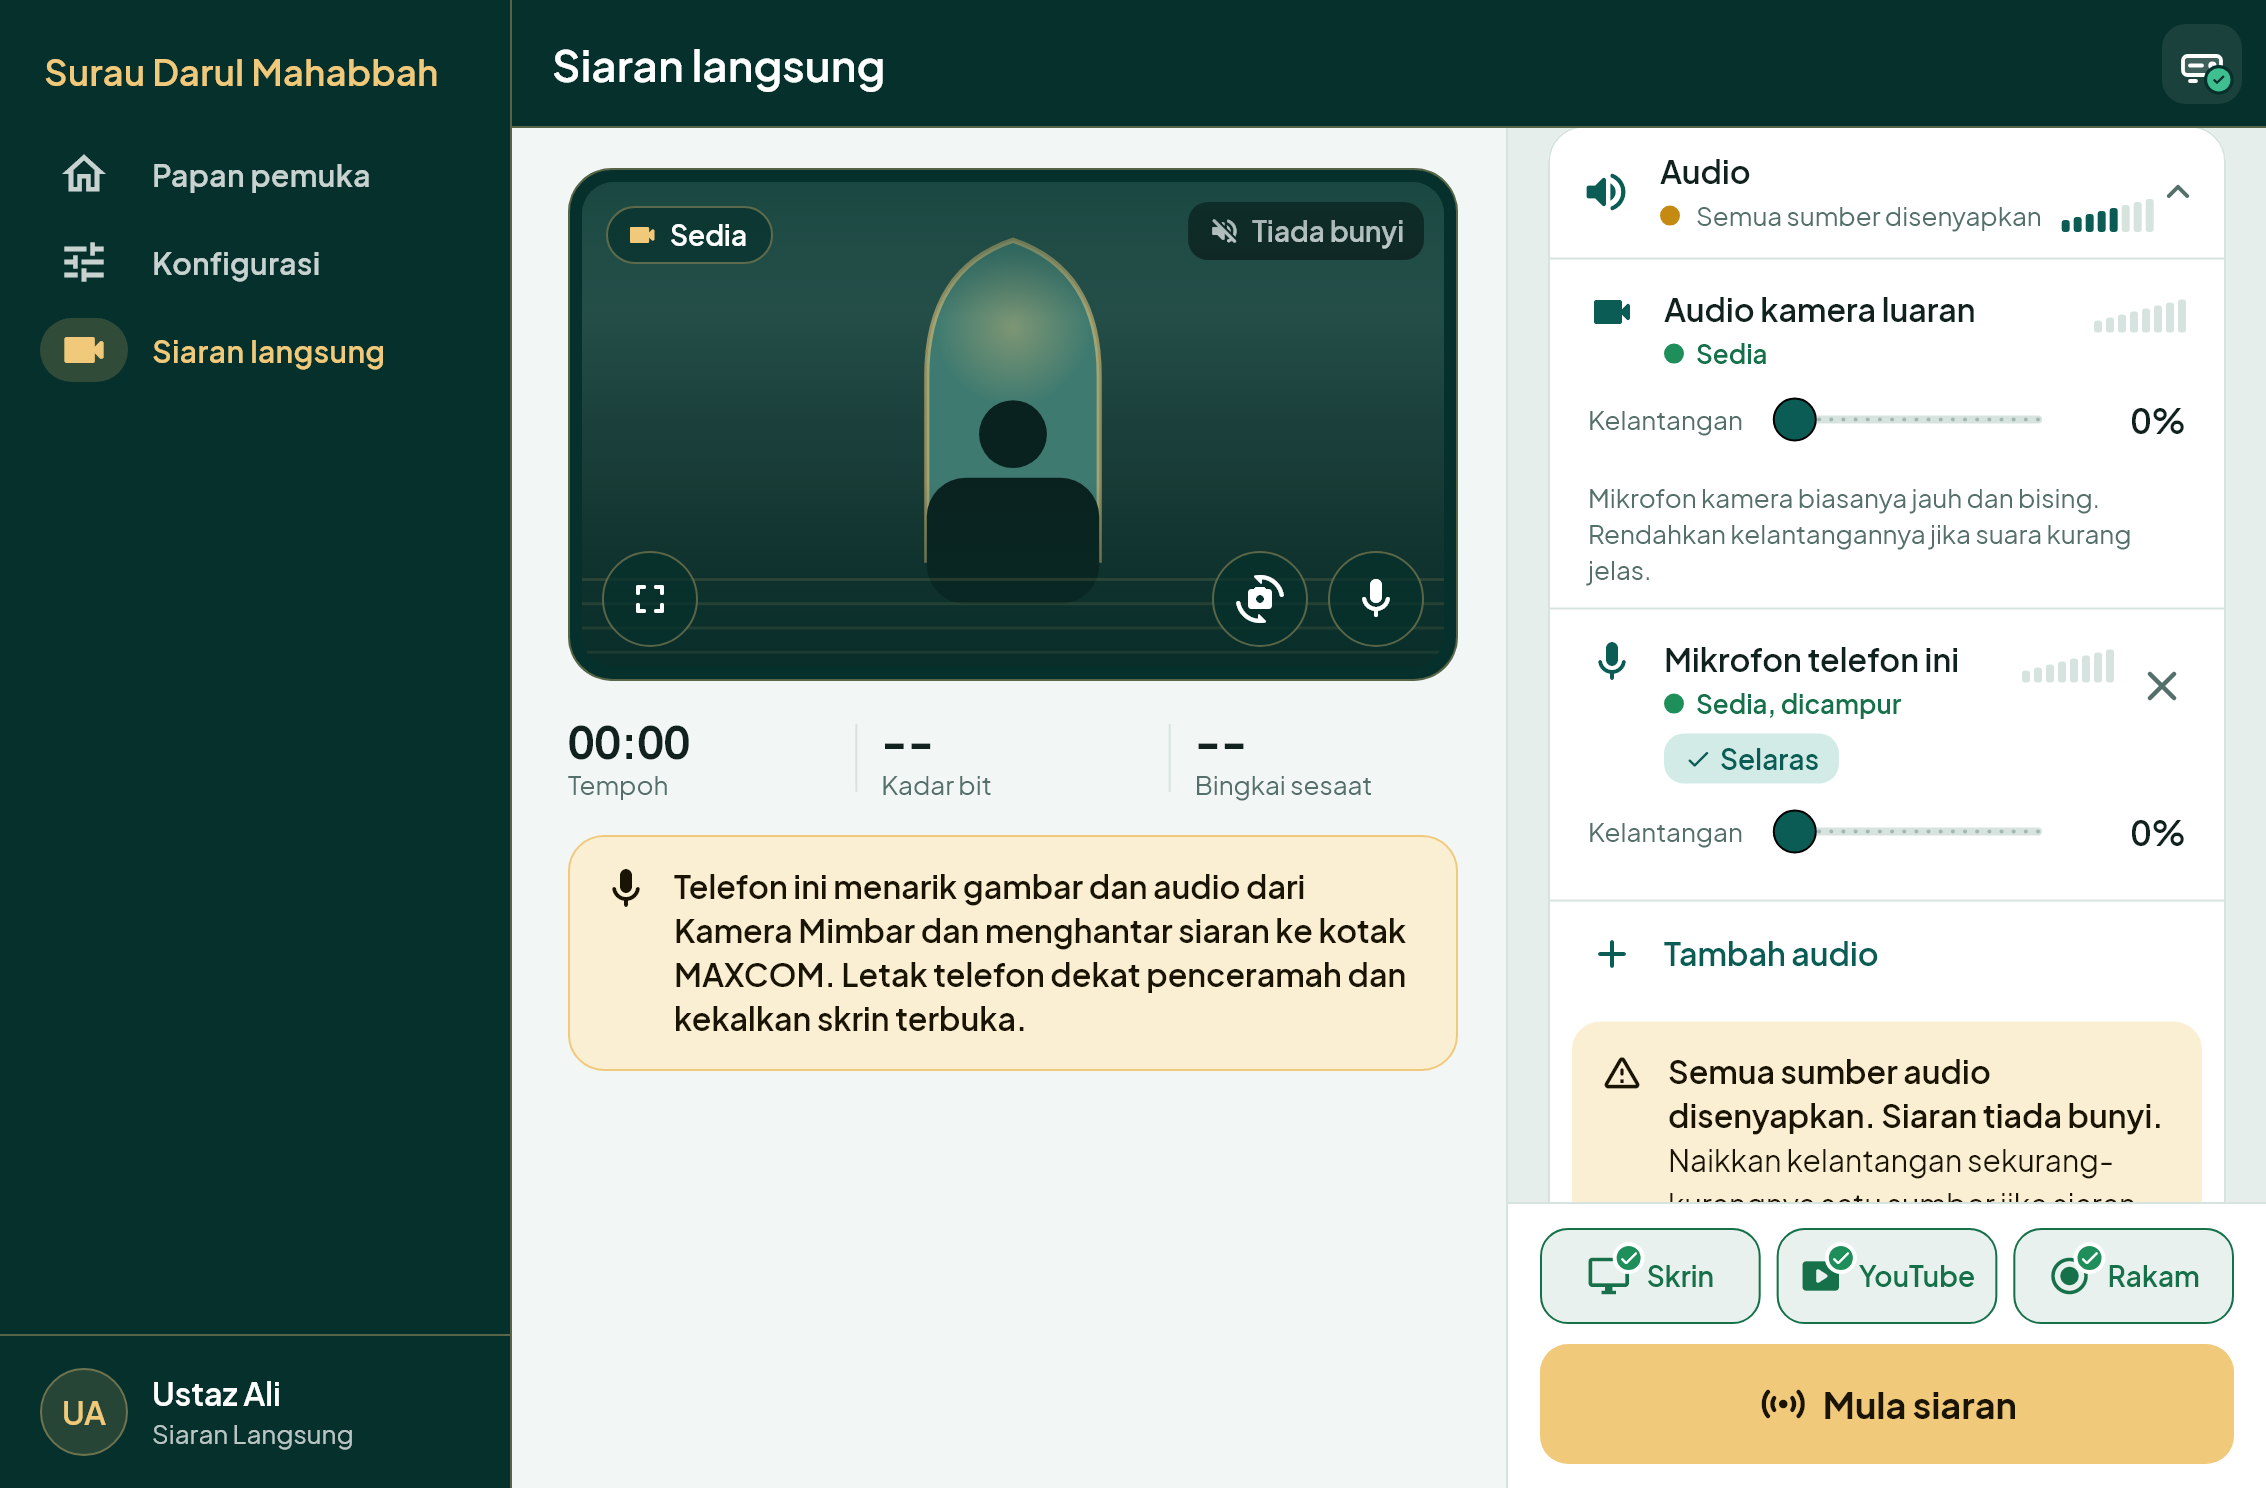 Surau Darul Mahabbah
Papan pemuka
Konfigurasi
Siaran langsung
UA
Ustaz Ali
Siaran Langsung
Siaran langsung
Sedia
Tiada bunyi
00:00
Tempoh
--
Kadar bit
--
Bingkai sesaat
Telefon ini menarik gambar dan audio dari
Kamera Mimbar dan menghantar siaran ke kotak
MAXCOM. Letak telefon dekat penceramah dan
kekalkan skrin terbuka.
Audio
Semua sumber disenyapkan
Audio kamera luaran
Sedia
Kelantangan
0%
Mikrofon kamera biasanya jauh dan bising.
Rendahkan kelantangannya jika suara kurang
jelas.
Mikrofon telefon ini
Sedia, dicampur
Selaras
Kelantangan
0%
Tambah audio
Semua sumber audio
disenyapkan. Siaran tiada bunyi.
Naikkan kelantangan sekurang-
kurangnya satu sumber jika siaran
Skrin
YouTube
Rakam
Mula siaran